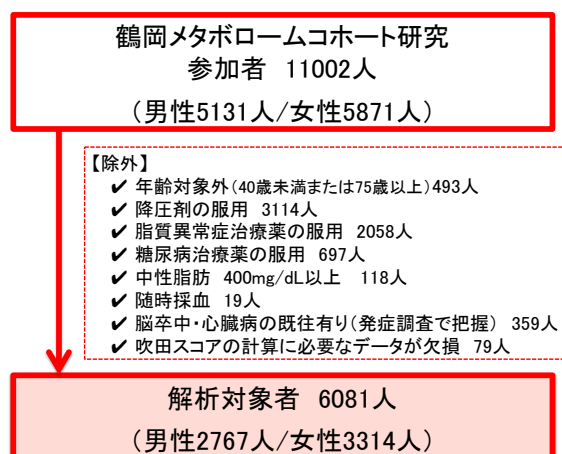 鶴岡メタボロームコホート研究
参加者 11002人
（男性5131人/女性5871人）
【除外】
✔ 年齢対象外（40歳未満または75歳以上）493人
✔ 降圧剤の服用 3114人
✔ 脂質異常症治療薬の服用 2058人
✔ 糖尿病治療薬の服用 697人
✔ 中性脂肪 400mg/dL以上 118人
✔ 随時採血 19人
✔ 脳卒中・心臓病の既往有り（発症調査で把握） 359人
✔ 吹田スコアの計算に必要なデータが欠損 79人
解析対象者 6081人
（男性2767人/女性3314人）